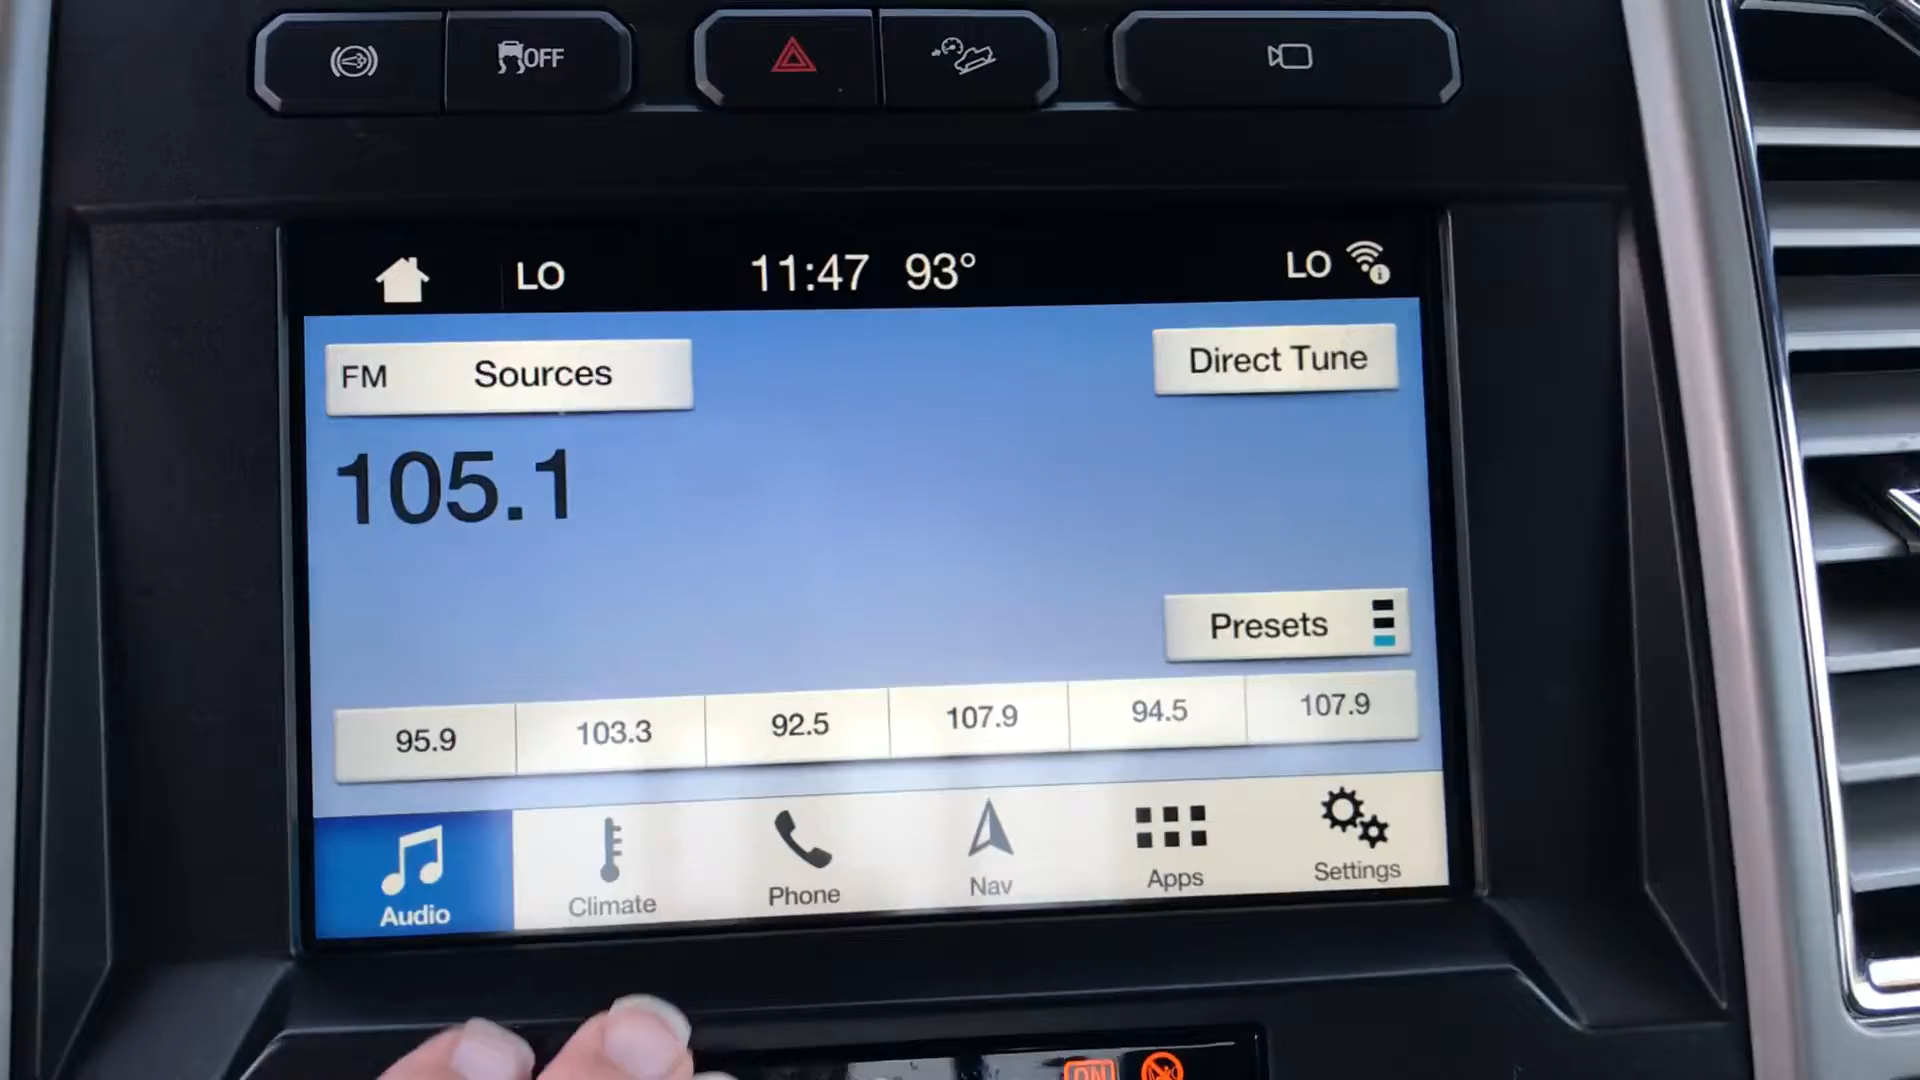 OFF
LO 11:47 93° LO
FM Sources Direct Tune
105.1
Presets
95.9 103.3 92.5 107.9 94.5 107.9
Audio Climate Phone Nav Apps Settings
ON